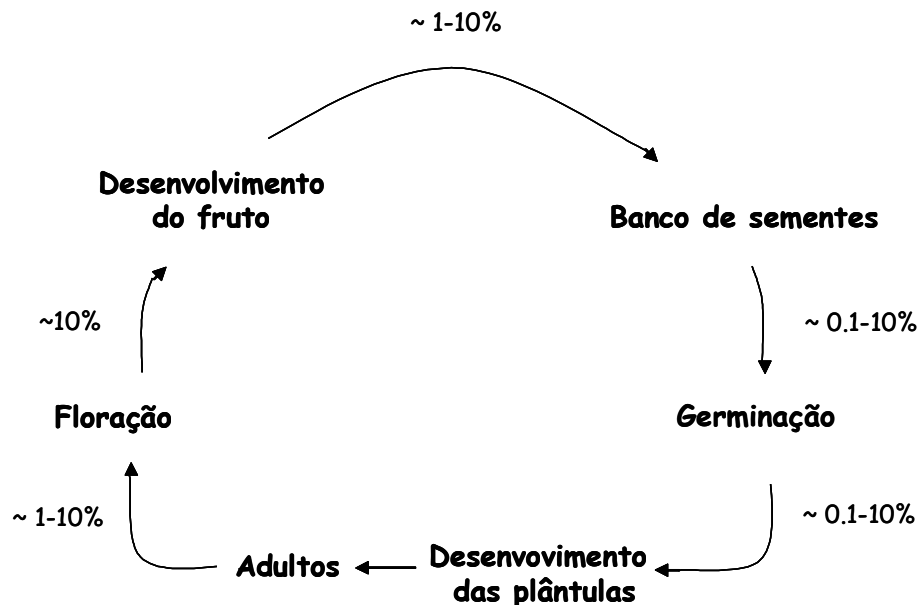 ~ 1-10%
Desenvolvimento
do fruto
Banco de sementes
~10%
~ 0.1-10%
Floração
Germinação
~ 1-10%
~ 0.1-10%
Adultos
Desenvovimento
das plântulas